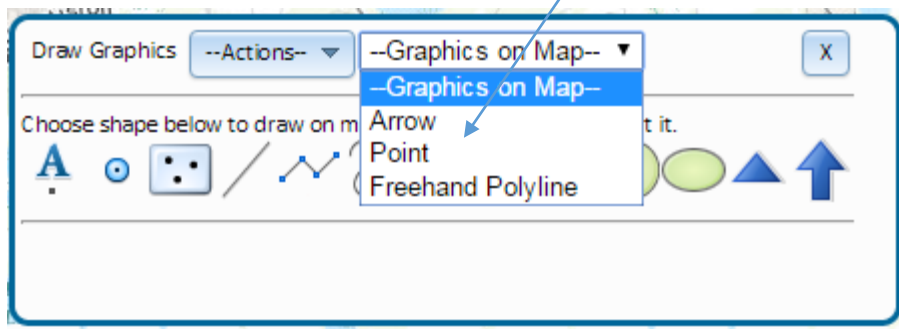 Draw Graphics --Actions-- --Graphics on Map-- X
--Graphics on Map--
Arrow
Point
Freehand Polyline
Choose shape below to draw on m t it.
A